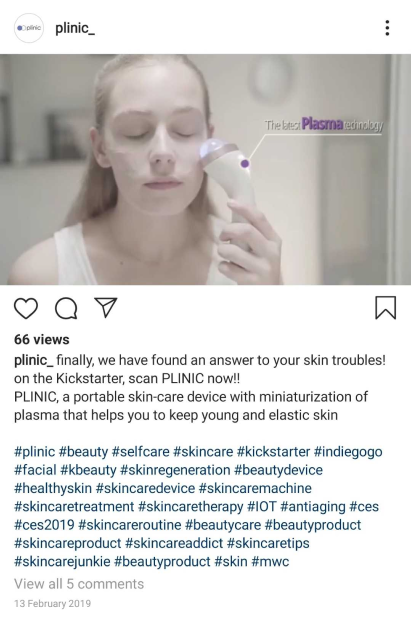 plinic
plinic_
The latest Plasma technology
66 views
plinic_ finally, we have found an answer to your skin troubles!
on the Kickstarter, scan PLINIC now!!
PLINIC, a portable skin-care device with miniaturization of
plasma that helps you to keep young and elastic skin
#plinic #beauty #selfcare #skincare #kickstarter #indiegogo
#facial #kbeauty #skinregeneration #beautydevice
#healthyskin #skincaredevice #skincaremachine
#skincaretreatment #skincaretherapy #IOT #antiaging #ces
#ces2019 #skincareroutine #beautycare #beautyproduct
#skincareproduct #skincareaddict #skincaretips
#skincarejunkie #beautyproduct #skin #mwc
View all 5 comments
13 February 2019